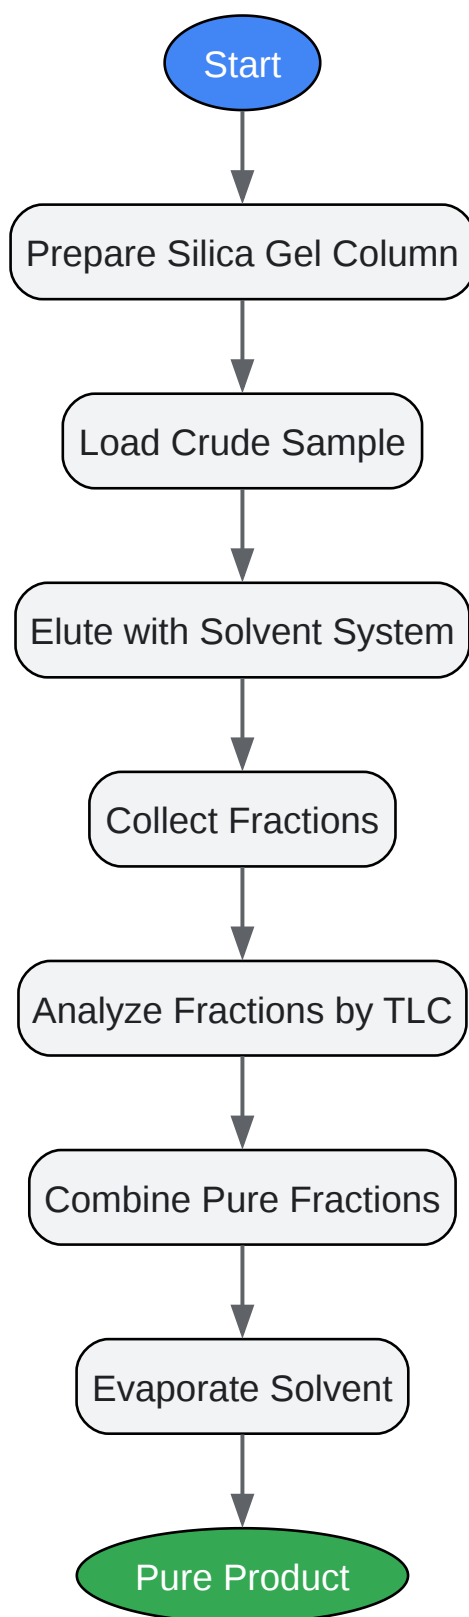 Start
Prepare Silica Gel Column
Load Crude Sample
Elute with Solvent System
Collect Fractions
Analyze Fractions by TLC
Combine Pure Fractions
Evaporate Solvent
Pure Product